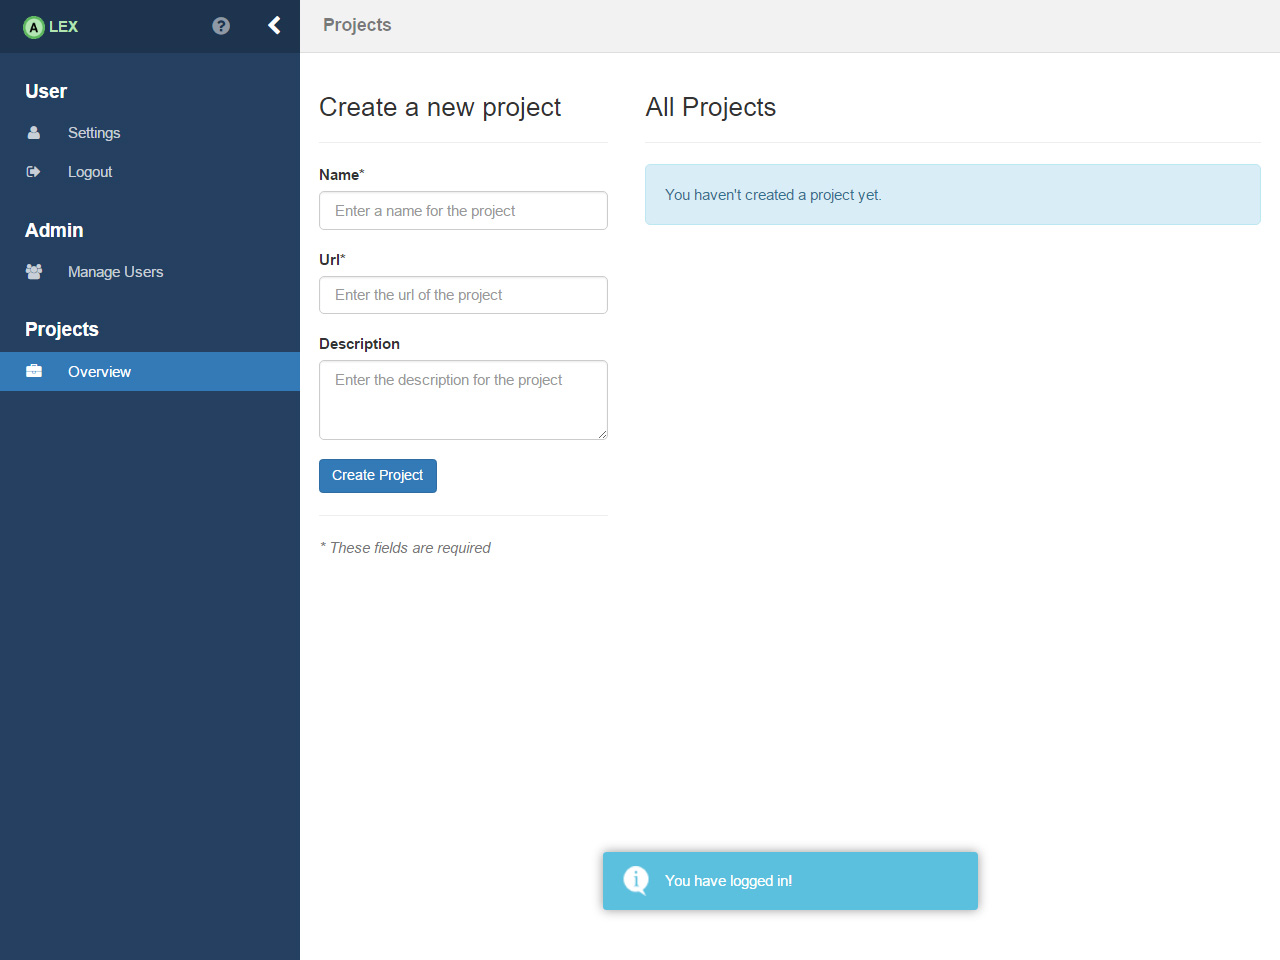 A LEX
Projects
User
Settings
Logout
Admin
Manage Users
Projects
Overview
Create a new project
Name*
Enter a name for the project
Url*
Enter the url of the project
Description
Enter the description for the project
Create Project
* These fields are required
All Projects
You haven't created a project yet.
You have logged in!